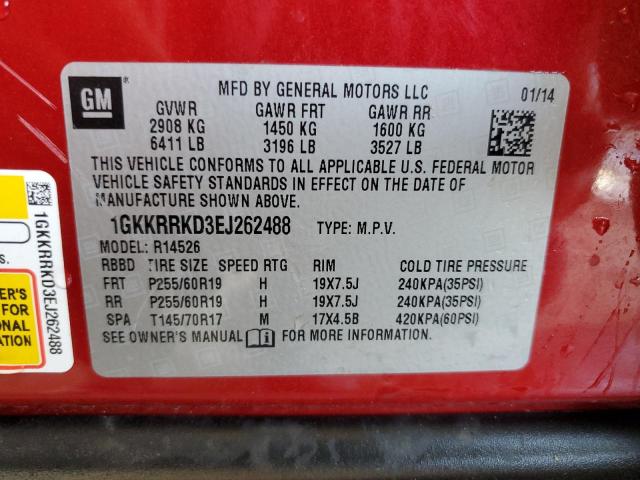 GM
MFD BY GENERAL MOTORS LLC
01/14
GVWR GAWR FRT GAWR RR
2908 KG 1450 KG 1600 KG
6411 LB 3196 LB 3527 LB
THIS VEHICLE CONFORMS TO ALL APPLICABLE U.S. FEDERAL MOTOR
VEHICLE SAFETY STANDARDS IN EFFECT ON THE DATE OF
MANUFACTURE SHOWN ABOVE.
1GKKRRKD3EJ262488 TYPE: M.P.V.
MODEL: R14526
RBBD TIRE SIZE SPEED RTG RIM COLD TIRE PRESSURE
FRT P255/60R19 H 19X7.5J 240KPA(35PSI)
RR P255/60R19 H 19X7.5J 240KPA(35PSI)
SPA T145/70R17 M 17X4.5B 420KPA(60PSI)
SEE OWNER'S MANUAL FOR MORE INFORMATION.
1GKKRRKD3EJ262488
s.
ER'S
FOR
ONAL
ATION